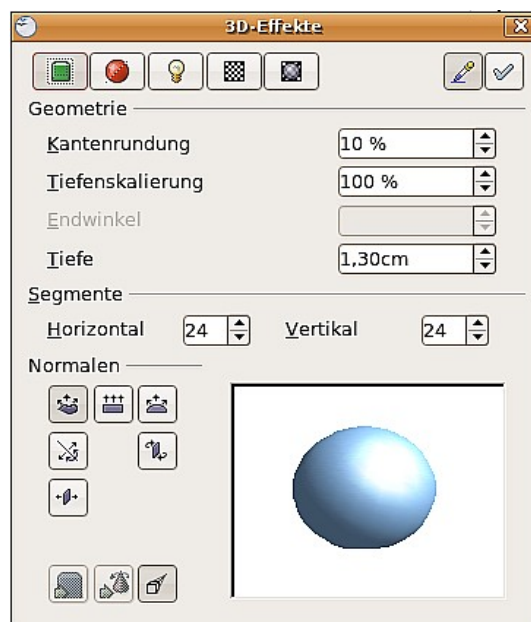 3D-Effekte
Geometrie
Kantenrundung 10 %
Tiefenskalierung 100 %
Endwinkel
Tiefe 1,30cm
Segmente
Horizontal 24 Vertikal 24
Normalen